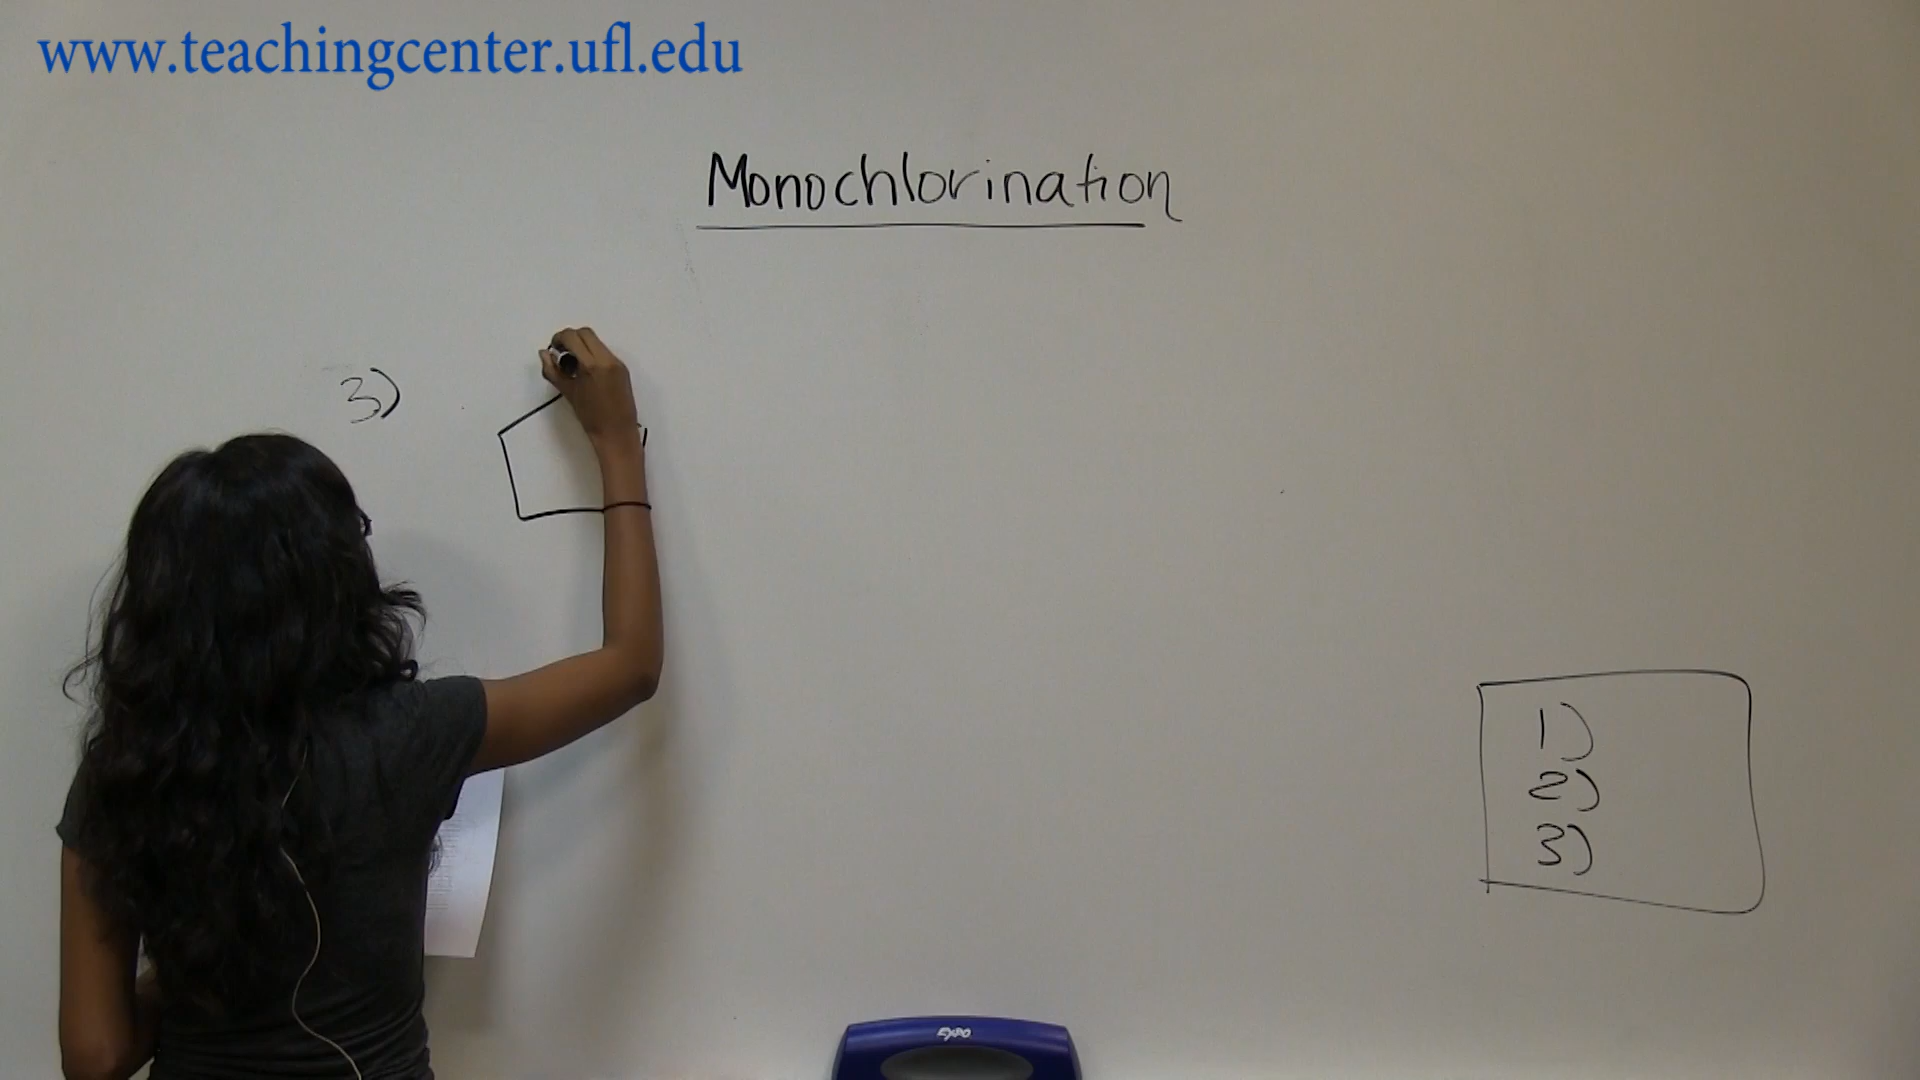 www.teachingcenter.ufl.edu
Monochlorination
3)
1)
2)
3)
EXPO